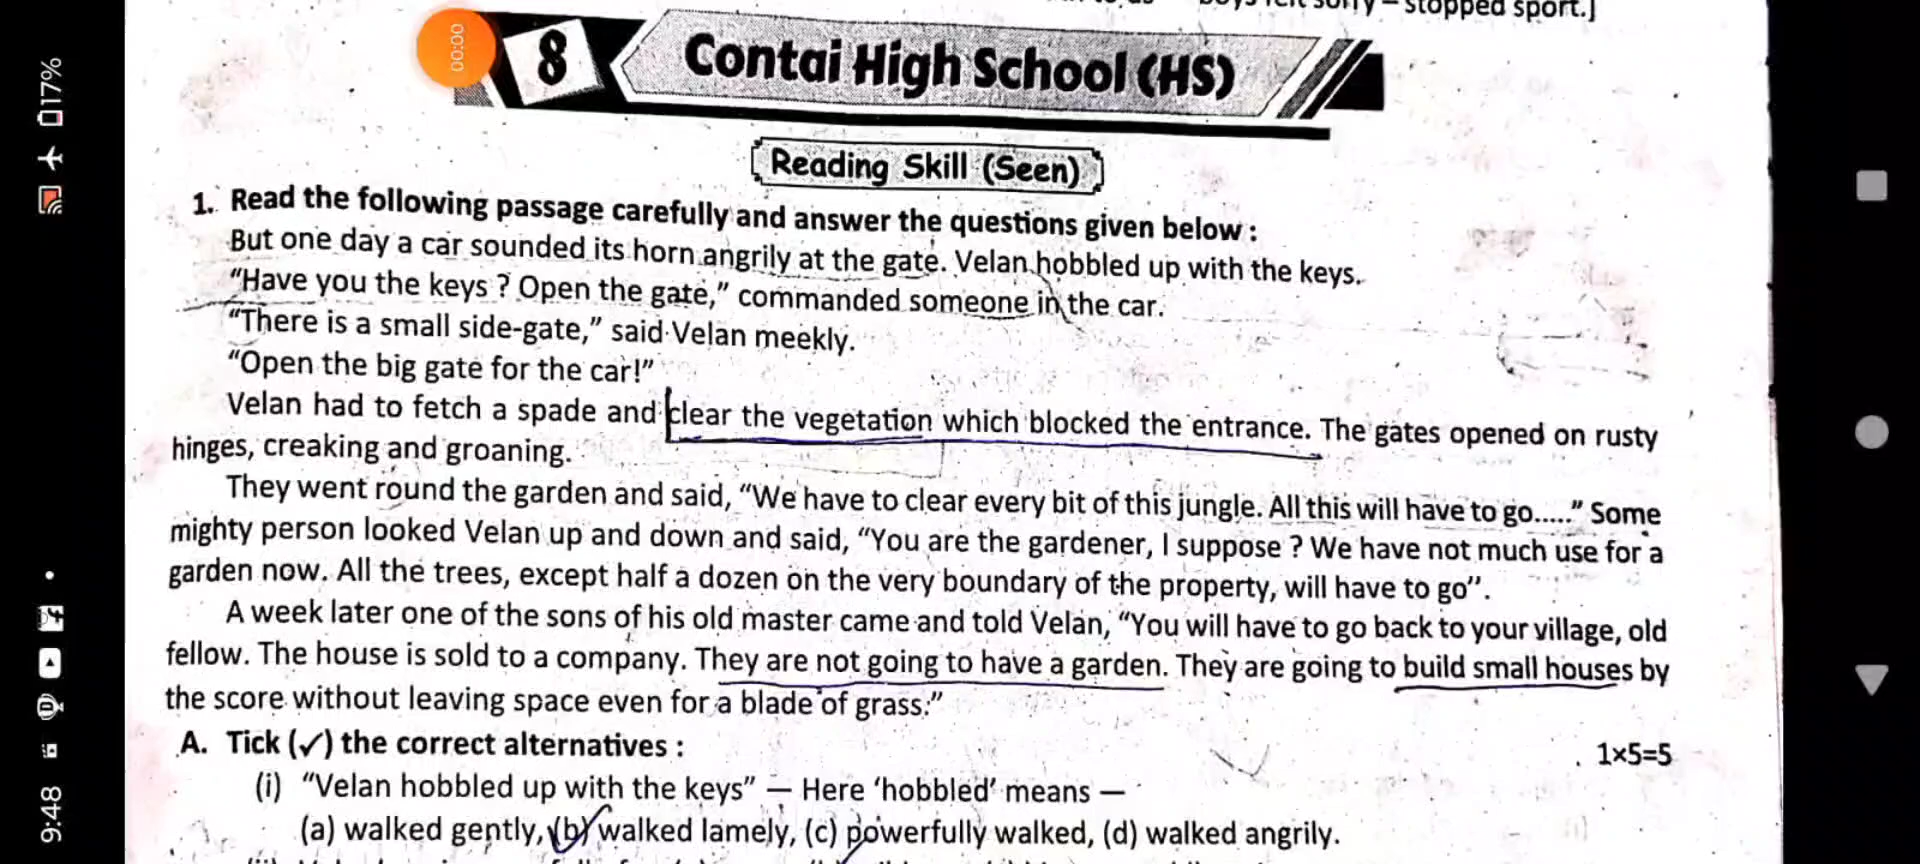 stopped sport.]
8 Contai High School (HS)
00:00
17%
Reading Skill (Seen)
1. Read the following passage carefully and answer the questions given below :
But one day a car sounded its horn angrily at the gate. Velan hobbled up with the keys.
“Have you the keys ? Open the gate,” commanded someone in the car.
“There is a small side-gate,” said Velan meekly.
“Open the big gate for the car!”
Velan had to fetch a spade and clear the vegetation which blocked the entrance. The gates opened on rusty
hinges, creaking and groaning.
They went round the garden and said, “We have to clear every bit of this jungle. All this will have to go.....” Some
mighty person looked Velan up and down and said, “You are the gardener, I suppose ? We have not much use for a
garden now. All the trees, except half a dozen on the very boundary of the property, will have to go”.
A week later one of the sons of his old master came and told Velan, “You will have to go back to your village, old
fellow. The house is sold to a company. They are not going to have a garden. They are going to build small houses by
the score without leaving space even for a blade of grass.”
A. Tick (✓) the correct alternatives : 1×5=5
(i) “Velan hobbled up with the keys” — Here ‘hobbled’ means —
(a) walked gently, (b) walked lamely, (c) powerfully walked, (d) walked angrily.
9:48